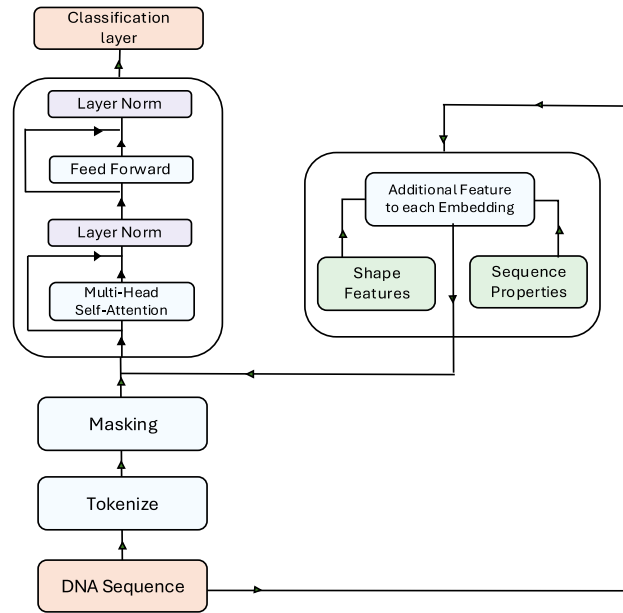 Classification
layer
Layer Norm
Feed Forward
Layer Norm
Multi-Head
Self-Attention
Additional Feature
to each Embedding
Shape
Features
Sequence
Properties
Masking
Tokenize
DNA Sequence